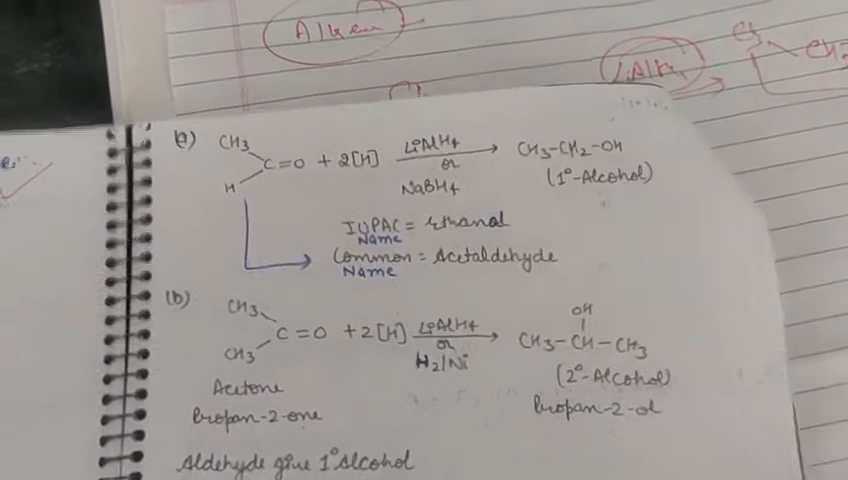 Alken
LiAlH4
CH3
(a) CH3
C=O + 2[H] LiAlH4 or NaBH4 → CH3-CH2-OH
H
(1°-Alcohol)
IUPAC Name = Ethanal
Common Name = Acetaldehyde
(b) CH3
C=O + 2[H] LiAlH4 or H2/Ni → CH3-CH-CH3
OH
CH3
(2°-Alcohol)
Acetone
Propan-2-one
Propan-2-ol
Aldehyde give 1° Alcohol